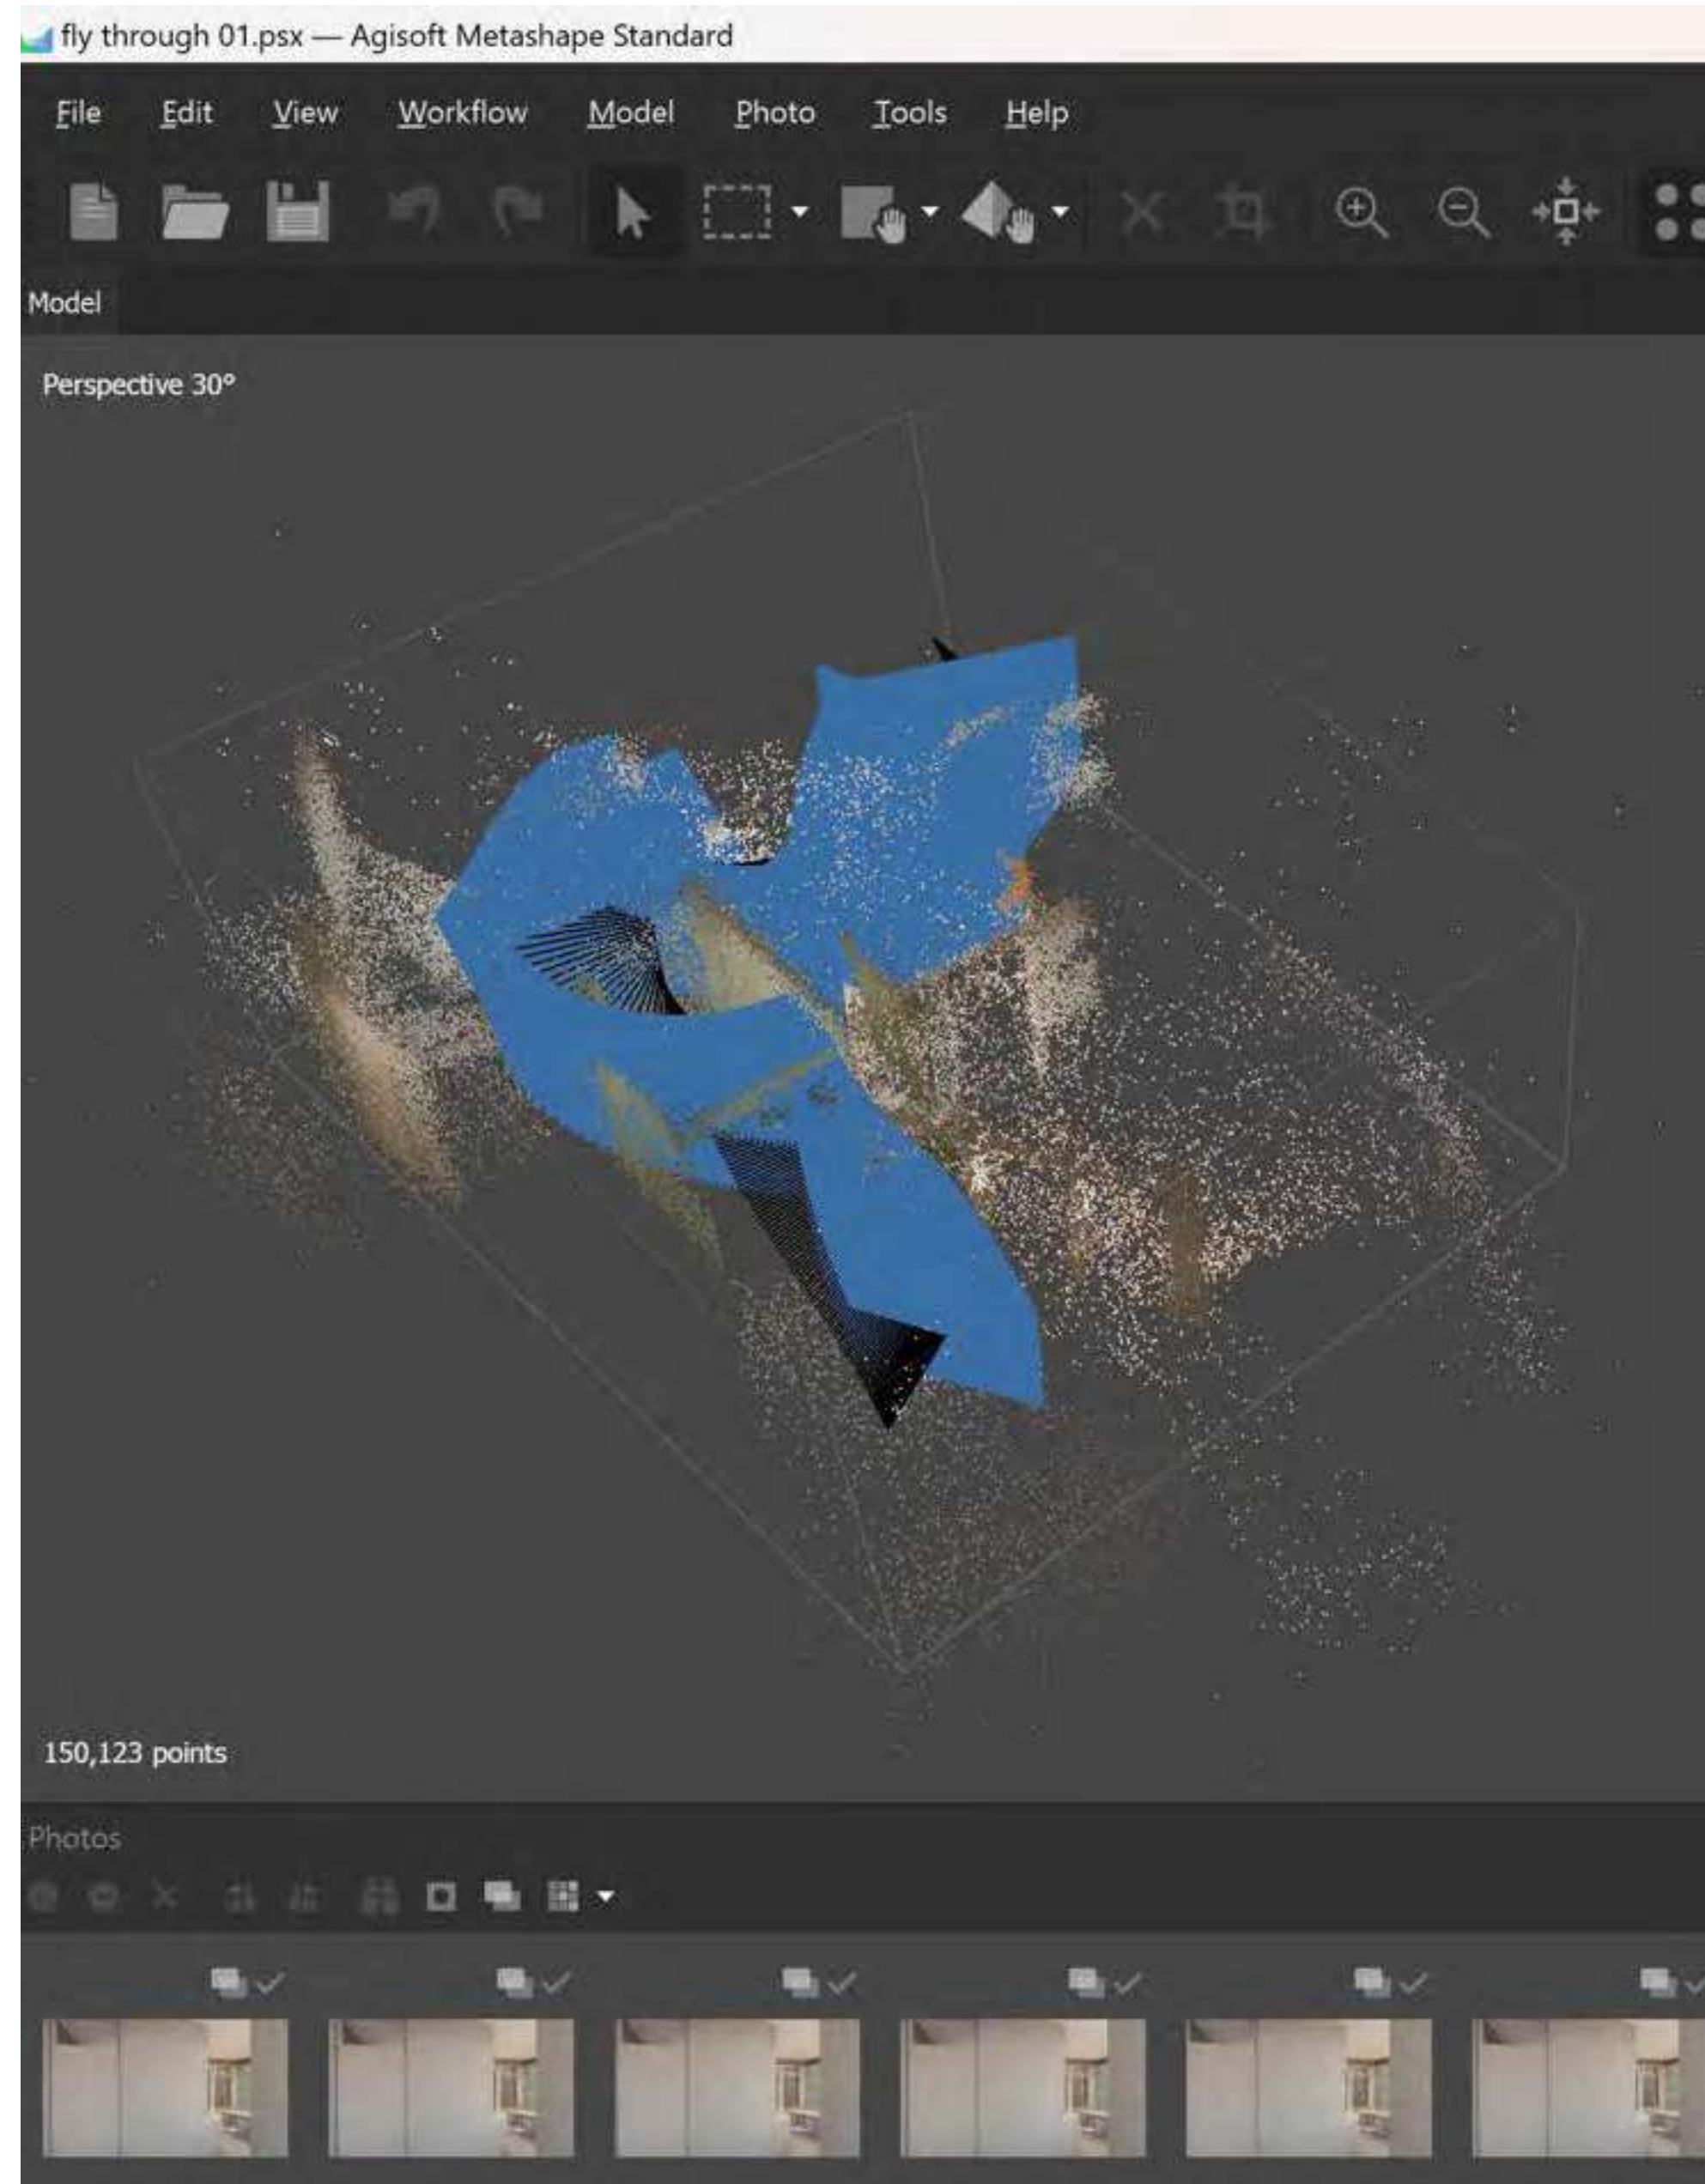 fly through 01.psx — Agisoft Metashape Standard
File Edit View Workflow Model Photo Tools Help
Model
Perspective 30°
150,123 points
Photos